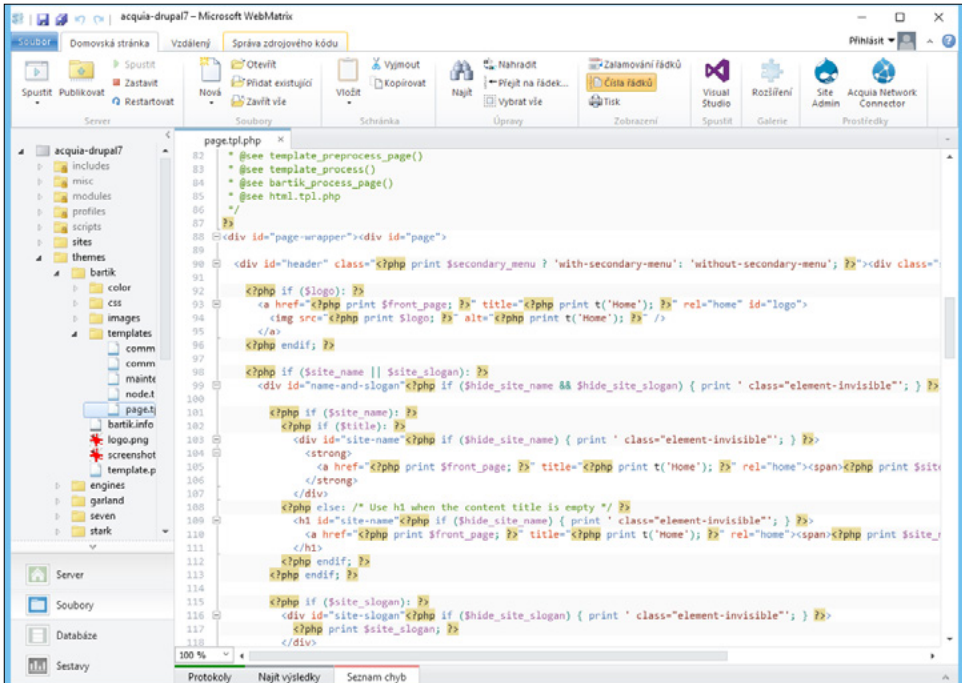 acquia-drupal7 – Microsoft WebMatrix
Soubor Domovská stránka Vzdálený Správa zdrojového kódu Přihlásit
Spustit Publikovat Spustit Zastavit Restartovat
Server
Nová Otevřít Přidat existující Zavřít vše
Soubory
Vložit Vyjmout Kopírovat
Schránka
Najít Nahradit Přejít na řádek... Vybrat vše
Úpravy
Zalamování řádků Čísla řádků Tisk
Zobrazení
Visual Studio
Spustit
Rozšíření
Galerie
Site Admin Acquia Network Connector
Prostředky
acquia-drupal7
includes
misc
modules
profiles
scripts
sites
themes
bartik
color
css
images
templates
comm
comm
mainte
node.t
page.t
bartik.info
logo.png
screenshot
template.p
engines
garland
seven
stark
Server
Soubory
Databáze
Sestavy
page.tpl.php ×
82 * @see template_preprocess_page()
83 * @see template_process()
84 * @see bartik_process_page()
85 * @see html.tpl.php
86 */
87 ?>
88 <div id="page-wrapper"><div id="page">
89
90 <div id="header" class="<?php print $secondary_menu ? 'with-secondary-menu': 'without-secondary-menu'; ?>"><div class="
91
92 <?php if ($logo): ?>
93 <a href="<?php print $front_page; ?>" title="<?php print t('Home'); ?>" rel="home" id="logo">
94 <img src="<?php print $logo; ?>" alt="<?php print t('Home'); ?>" />
95 </a>
96 <?php endif; ?>
97
98 <?php if ($site_name || $site_slogan): ?>
99 <div id="name-and-slogan"<?php if ($hide_site_name && $hide_site_slogan) { print ' class="element-invisible"'; } ?>
100
101 <?php if ($site_name): ?>
102 <?php if ($title): ?>
103 <div id="site-name"<?php if ($hide_site_name) { print ' class="element-invisible"'; } ?>>
104 <strong>
105 <a href="<?php print $front_page; ?>" title="<?php print t('Home'); ?>" rel="home"><span><?php print $site
106 </strong>
107 </div>
108 <?php else: /* Use h1 when the content title is empty */ ?>
109 <h1 id="site-name"<?php if ($hide_site_name) { print ' class="element-invisible"'; } ?>>
110 <a href="<?php print $front_page; ?>" title="<?php print t('Home'); ?>" rel="home"><span><?php print $site_n
111 </h1>
112 <?php endif; ?>
113 <?php endif; ?>
114
115 <?php if ($site_slogan): ?>
116 <div id="site-slogan"<?php if ($hide_site_slogan) { print ' class="element-invisible"'; } ?>>
117 <?php print $site_slogan; ?>
118 </div>
100 %
Protokoly Najít výsledky Seznam chyb